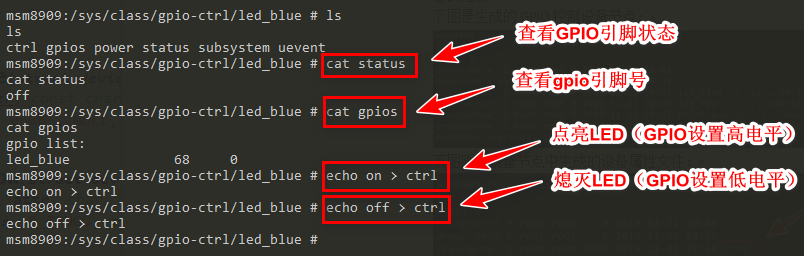 msm8909:/sys/class/gpio-ctrl/led_blue # ls
ls
ctrl gpios power status subsystem uevent
msm8909:/sys/class/gpio-ctrl/led_blue # cat status
cat status
off
msm8909:/sys/class/gpio-ctrl/led_blue # cat gpios
cat gpios
gpio list:
led_blue 68 0
msm8909:/sys/class/gpio-ctrl/led_blue # echo on > ctrl
echo on > ctrl
msm8909:/sys/class/gpio-ctrl/led_blue # echo off > ctrl
echo off > ctrl
msm8909:/sys/class/gpio-ctrl/led_blue #
查看GPIO引脚状态
查看gpio引脚号
点亮LED（GPIO设置高电平）
熄灭LED（GPIO设置低电平）